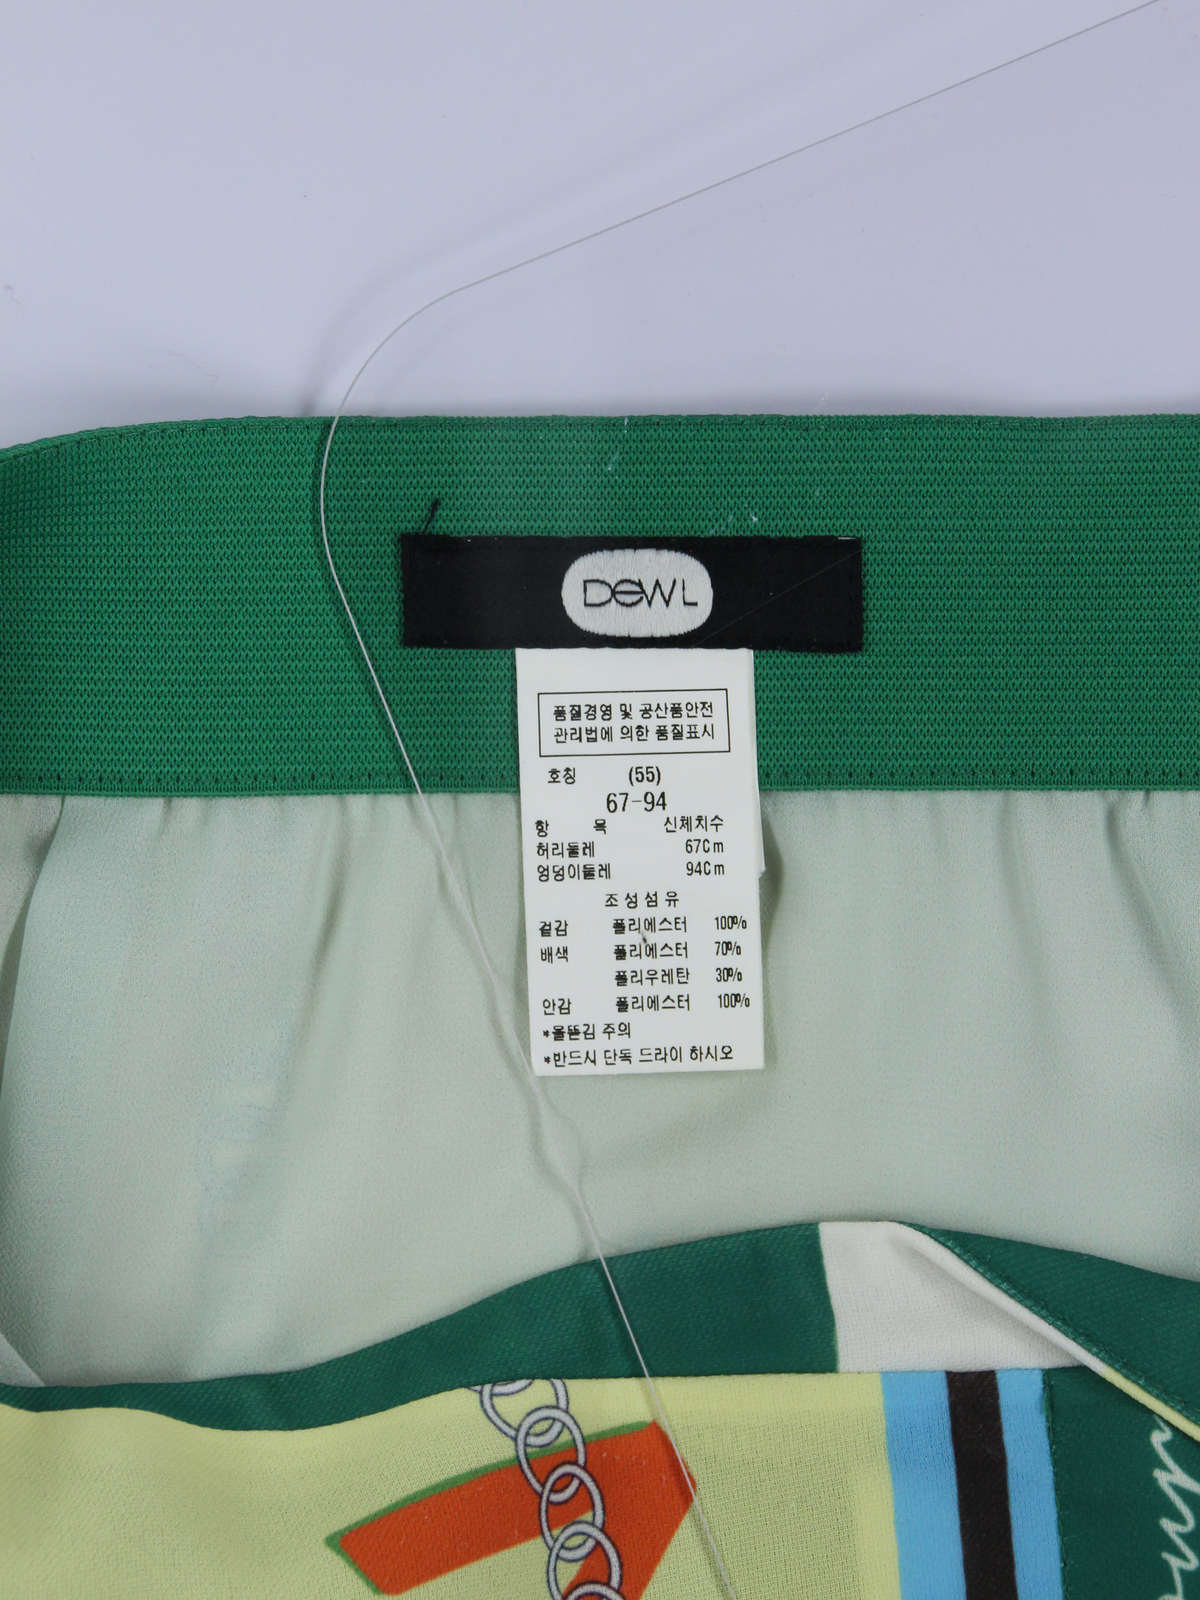 DEWL
품질경영 및 공산품안전
관리법에 의한 품질표시
호칭 (55)
67-94
항 목 신체치수
허리둘레 67Cm
엉덩이둘레 94Cm
조성섬유
겉감 폴리에스터 100%
배색 폴리에스터 70%
폴리우레탄 30%
안감 폴리에스터 100%
*올뜯김 주의
*반드시 단독 드라이 하시오